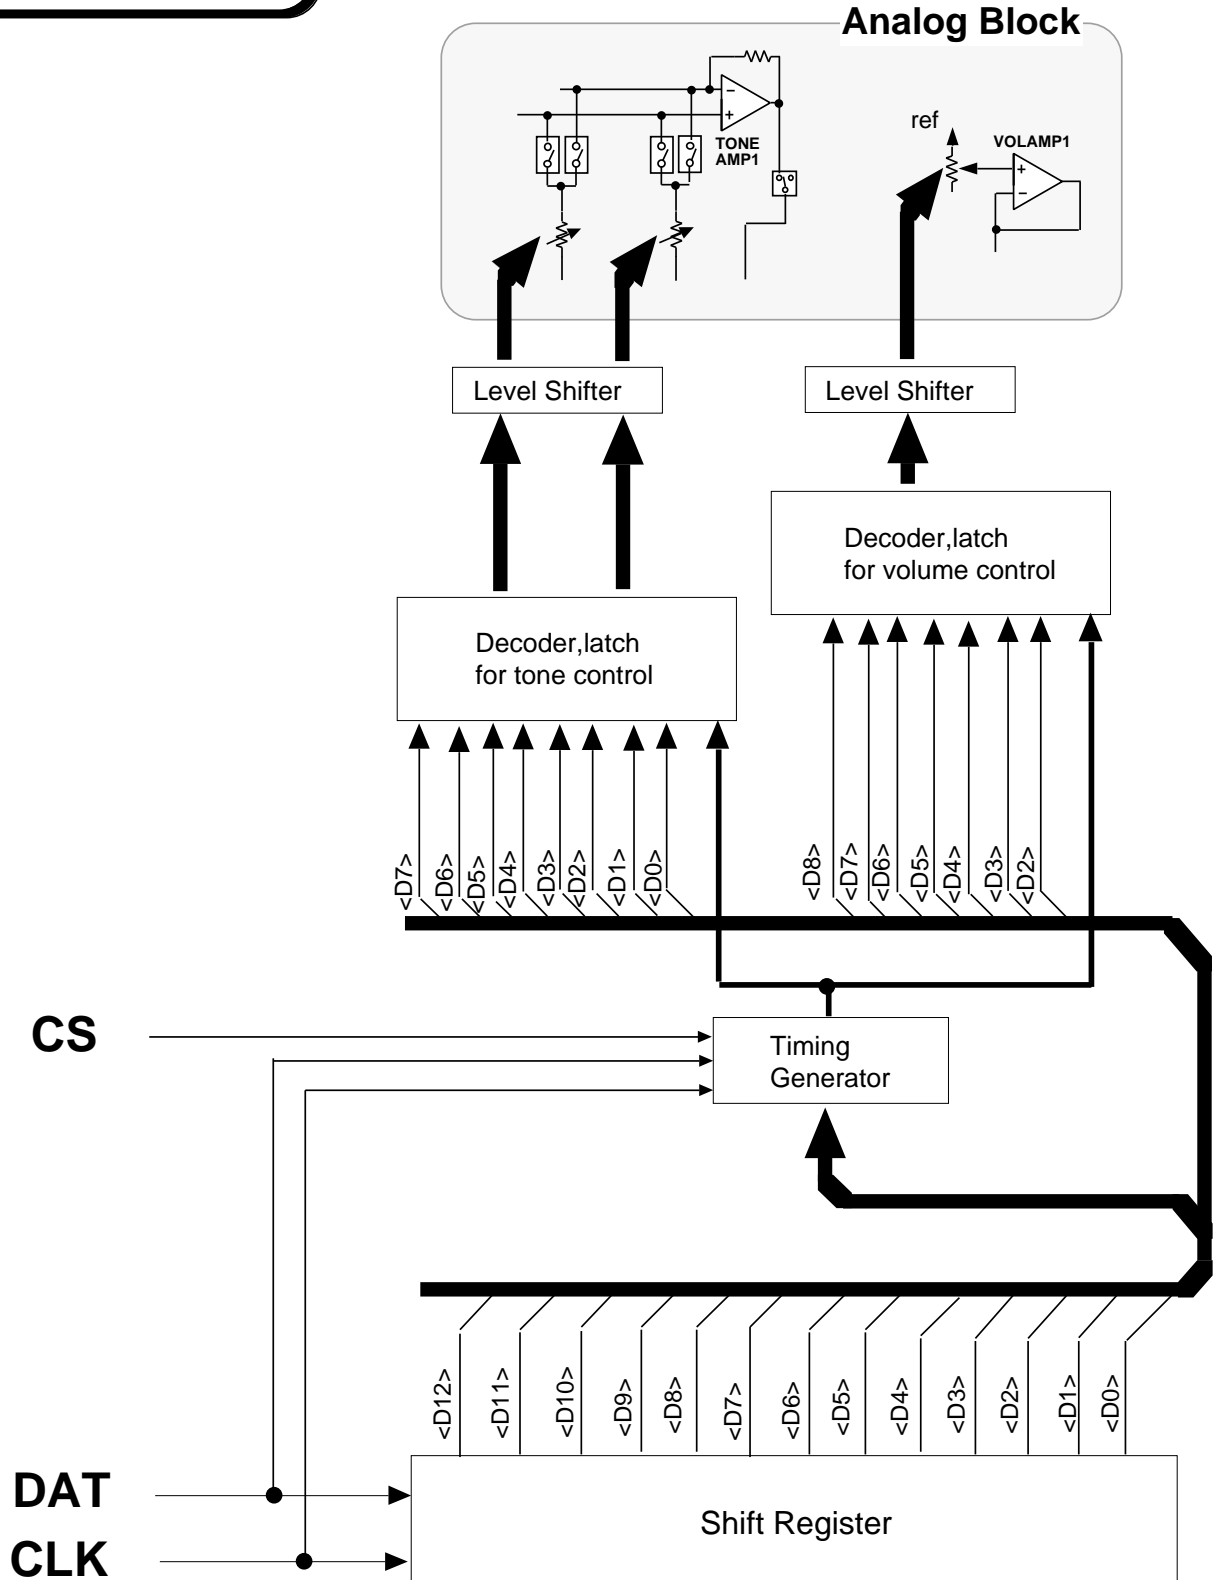 Analog Block
TONE
AMP1
ref
VOLAMP1
Level Shifter
Level Shifter
Decoder,latch
for volume control
Decoder,latch
for tone control
<D7>
<D6>
<D5>
<D4>
<D3>
<D2>
<D1>
<D0>
<D8>
<D7>
<D6>
<D5>
<D4>
<D3>
<D2>
CS
Timing
Generator
<D12>
<D11>
<D10>
<D9>
<D8>
<D7>
<D6>
<D5>
<D4>
<D3>
<D2>
<D1>
<D0>
DAT
Shift Register
CLK